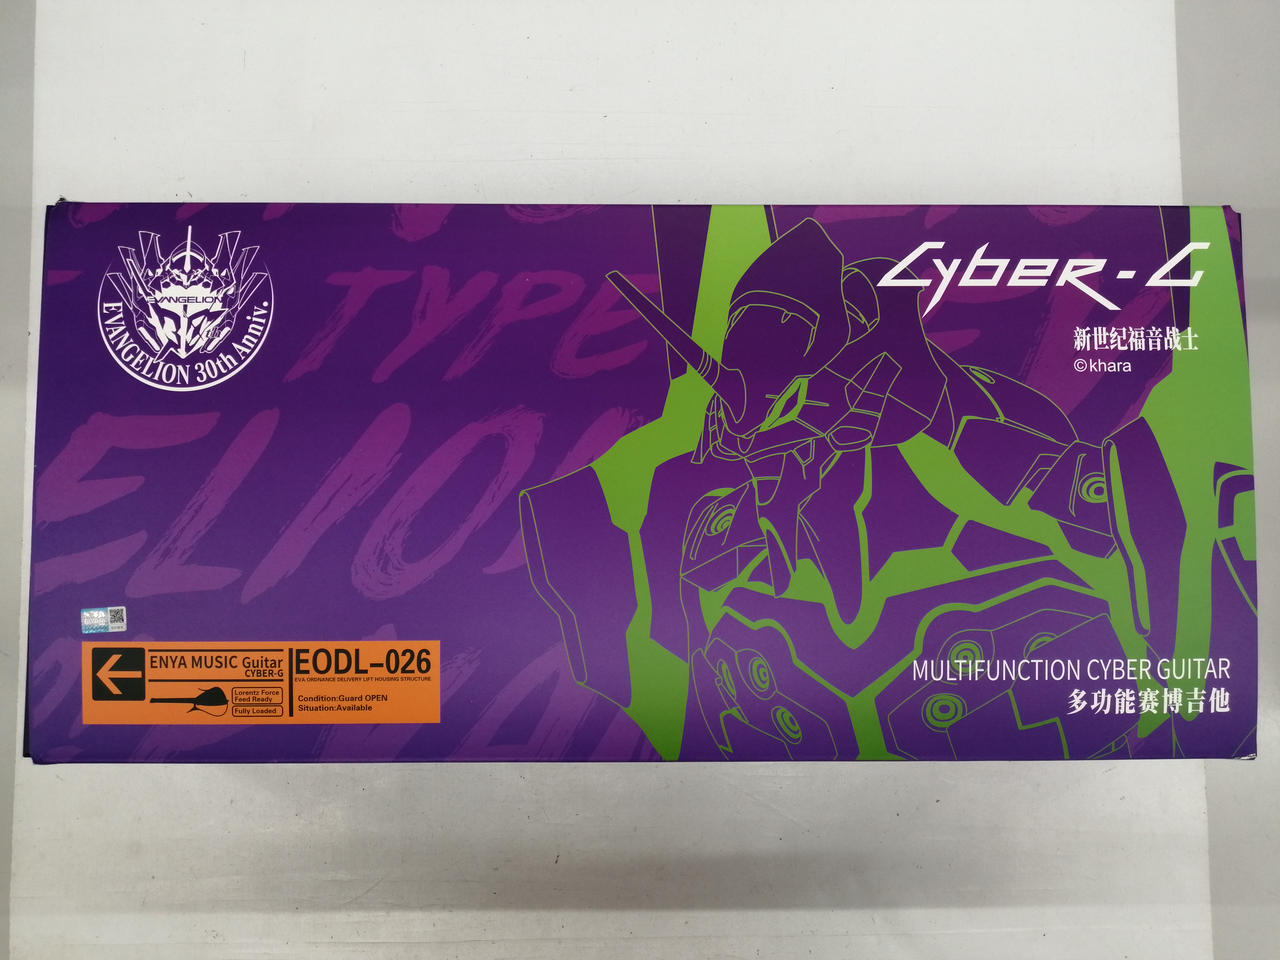 EVANGELION
EVANGELION 30th Anniv.
TYPE
ELION
Cyber-G
新世纪福音战士
©khara
ENYA MUSIC Guitar
CYBER-G
Lorentz Force
Feed Ready
Fully Loaded
EODL-026
EVA ORDNANCE DELIVERY LIFT HOUSING STRUCTURE
Condition:Guard OPEN
Situation:Available
MULTIFUNCTION CYBER GUITAR
多功能赛博吉他